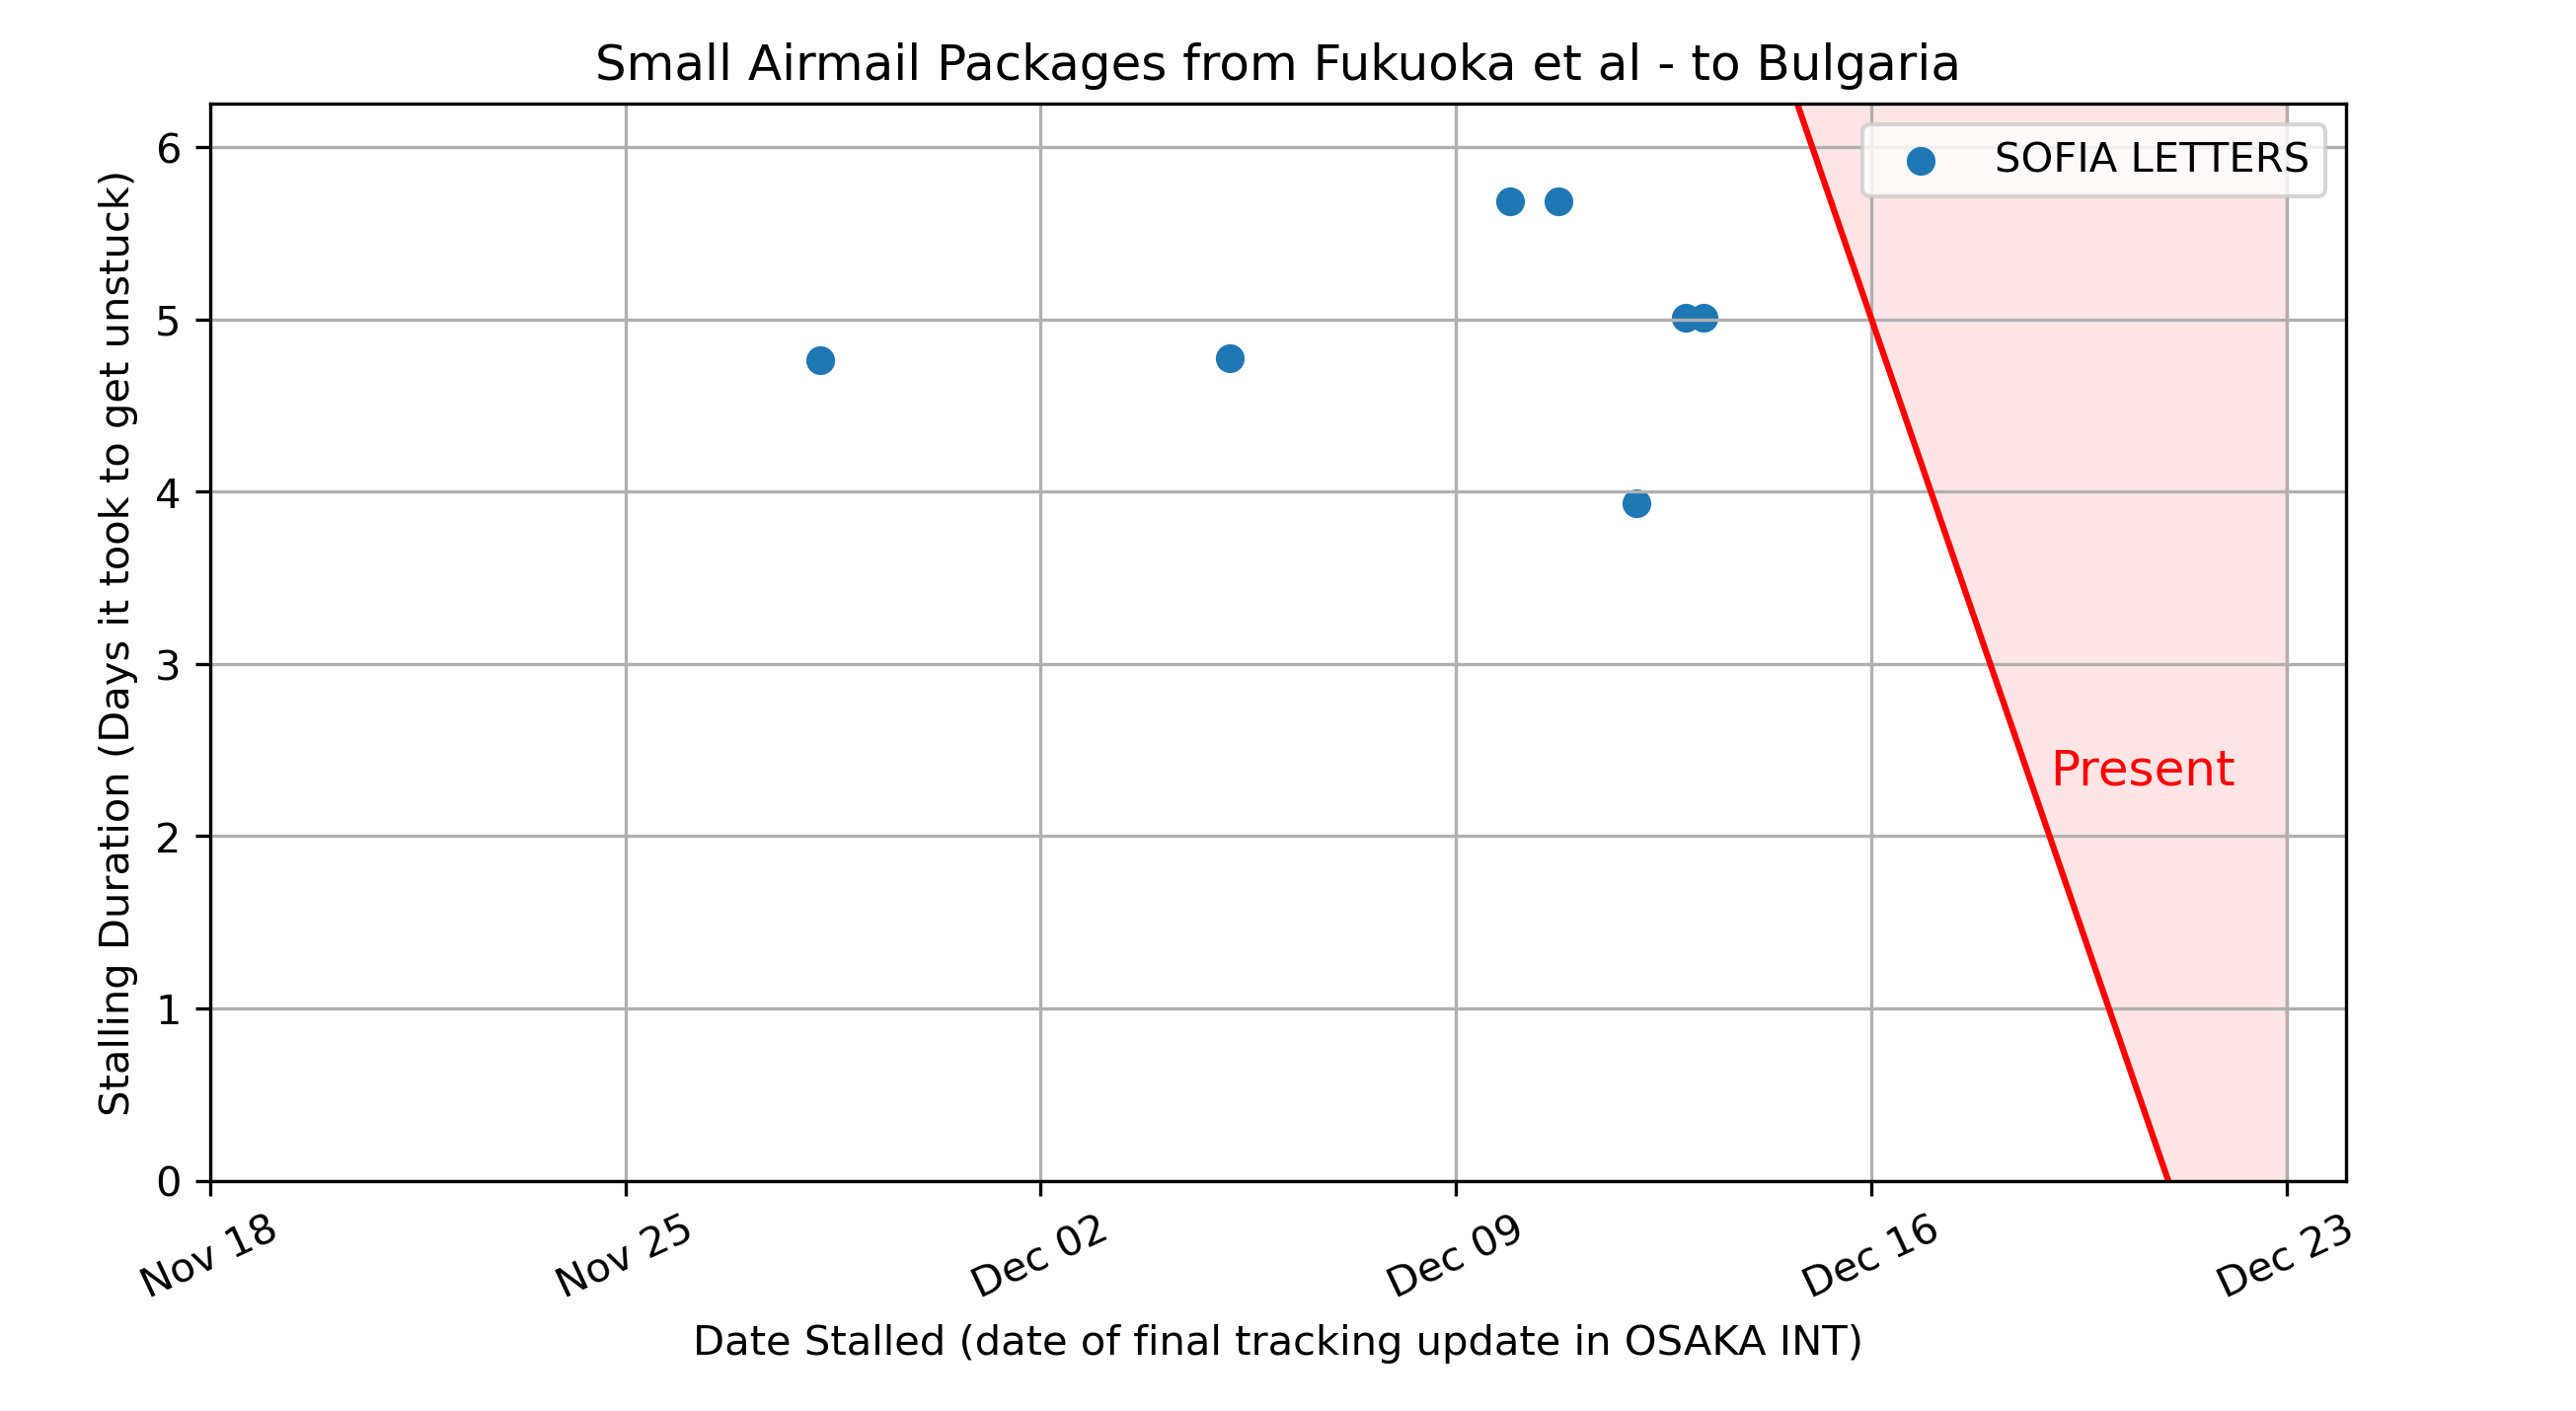 Small Airmail Packages from Fukuoka et al - to Bulgaria
SOFIA LETTERS
Stalling Duration (Days it took to get unstuck)
6
5
4
3
2
1
0
Present
Nov 18
Nov 25
Dec 02
Dec 09
Dec 16
Dec 23
Date Stalled (date of final tracking update in OSAKA INT)